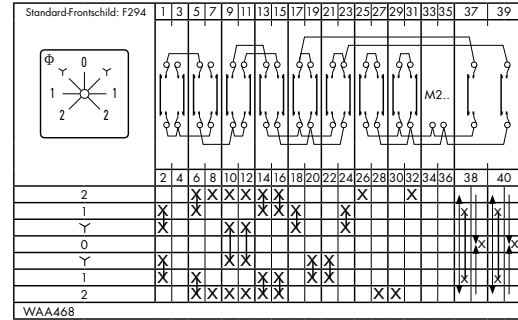 Standard-Frontschild: F294 1 3 5 7 9 11 13 15 17 19 21 23 25 27 29 31 33 35 37 39
Φ 0
1 1
2 2
M2..
2 4 6 8 10 12 14 16 18 20 22 24 26 28 30 32 34 36 38 40
2 X X X X X X X X
1 X X X X X X X X
Y X X X X X
0 X X
Y X X X X X
1 X X X X X X X X X
2 X X X X X X X X
WAA468